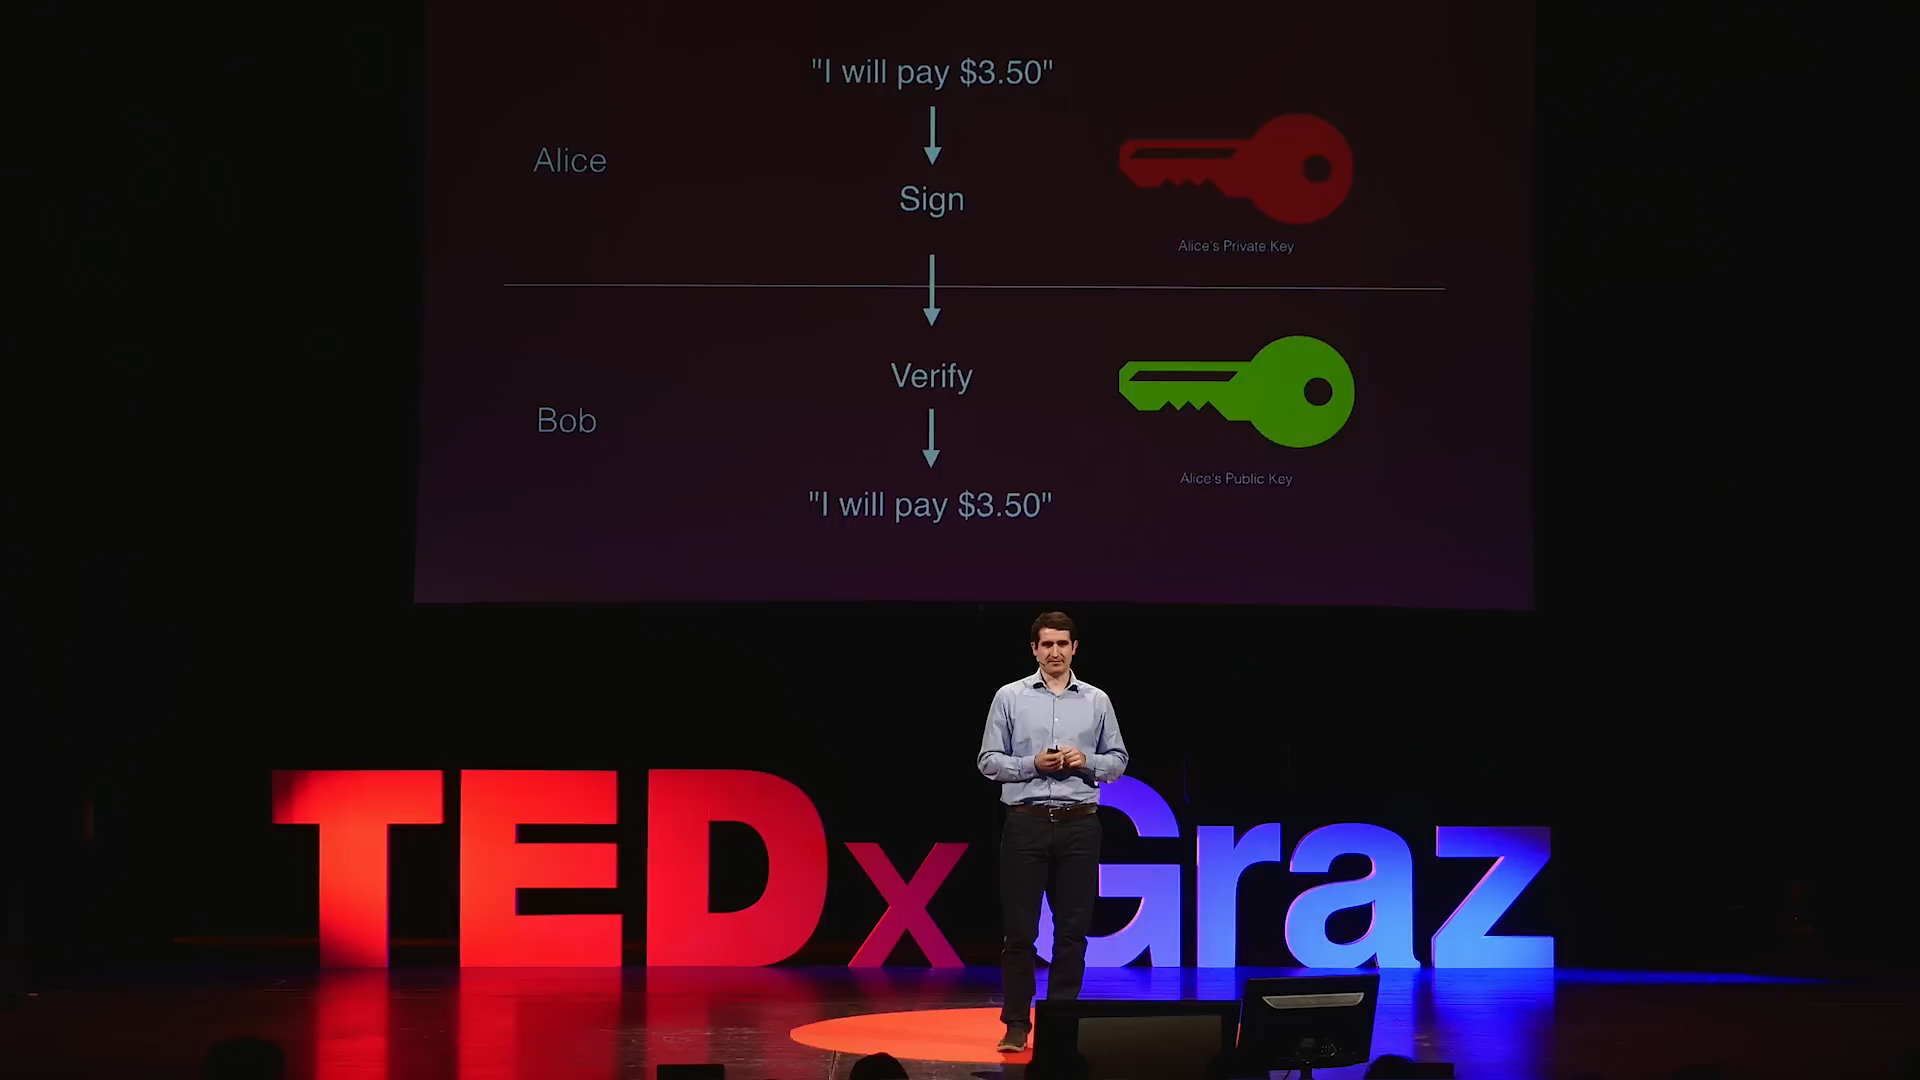 "I will pay $3.50"
Alice
Sign
Alice's Private Key
Verify
Bob
Alice's Public Key
"I will pay $3.50"
TEDxGraz